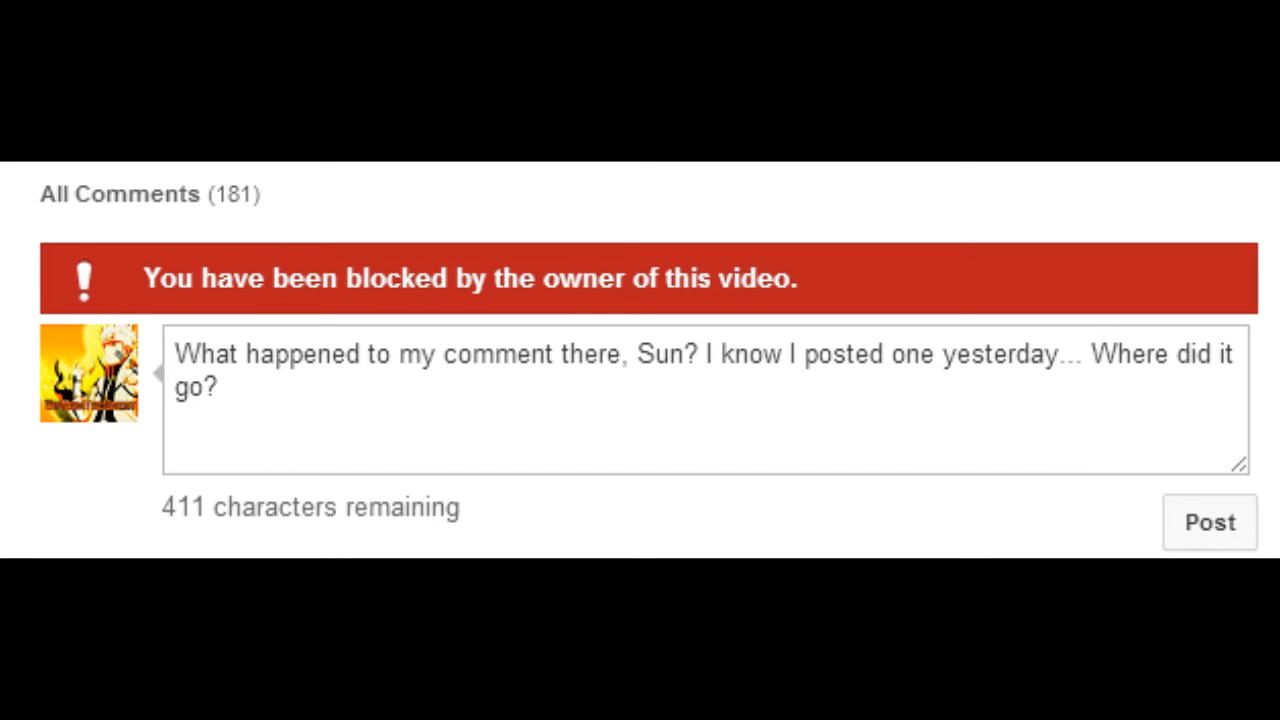 All Comments (181)
You have been blocked by the owner of this video.
What happened to my comment there, Sun? I know I posted one yesterday... Where did it
go?
411 characters remaining
Post